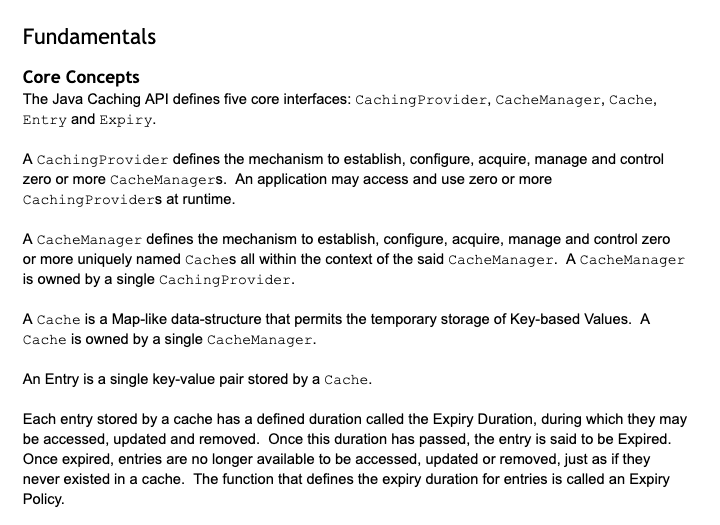 Fundamentals
Core Concepts
The Java Caching API defines five core interfaces: CachingProvider, CacheManager, Cache,
Entry and Expiry.
A CachingProvider defines the mechanism to establish, configure, acquire, manage and control
zero or more CacheManagers.  An application may access and use zero or more
CachingProviders at runtime.
A CacheManager defines the mechanism to establish, configure, acquire, manage and control zero
or more uniquely named Caches all within the context of the said CacheManager.  A CacheManager
is owned by a single CachingProvider.
A Cache is a Map-like data-structure that permits the temporary storage of Key-based Values.  A
Cache is owned by a single CacheManager.
An Entry is a single key-value pair stored by a Cache.
Each entry stored by a cache has a defined duration called the Expiry Duration, during which they may
be accessed, updated and removed.  Once this duration has passed, the entry is said to be Expired.
Once expired, entries are no longer available to be accessed, updated or removed, just as if they
never existed in a cache.  The function that defines the expiry duration for entries is called an Expiry
Policy.